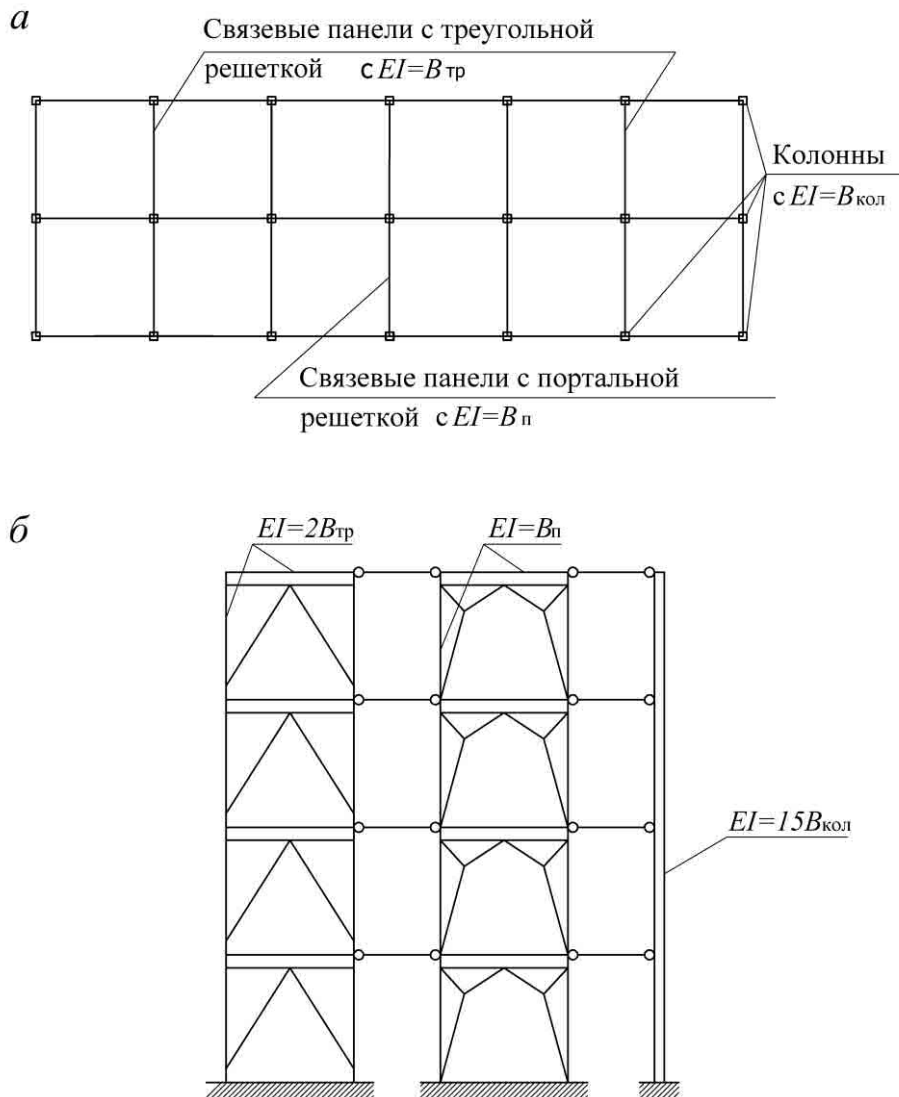 а
Связевые панели с треугольной
решеткой с EI=Bтр
Колонны
с EI=Bкол
Связевые панели с портальной
решеткой с EI=Bп
б
EI=2Bтр
EI=Bп
EI=15Bкол